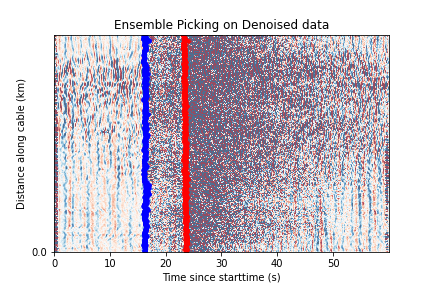 Ensemble Picking on Denoised data
Distance along cable (km)
0.0
0 10 20 30 40 50
Time since starttime (s)